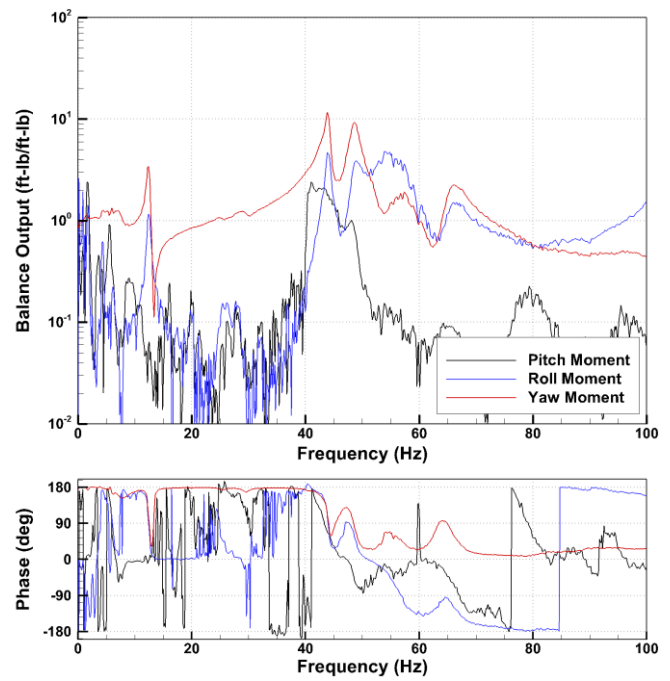 10²
10¹
10⁰
10⁻¹
10⁻²
Balance Output (ft-lb/ft-lb)
Pitch Moment
Roll Moment
Yaw Moment
0 20 40 60 80 100
Frequency (Hz)
180
90
0
-90
-180
Phase (deg)
0 20 40 60 80 100
Frequency (Hz)